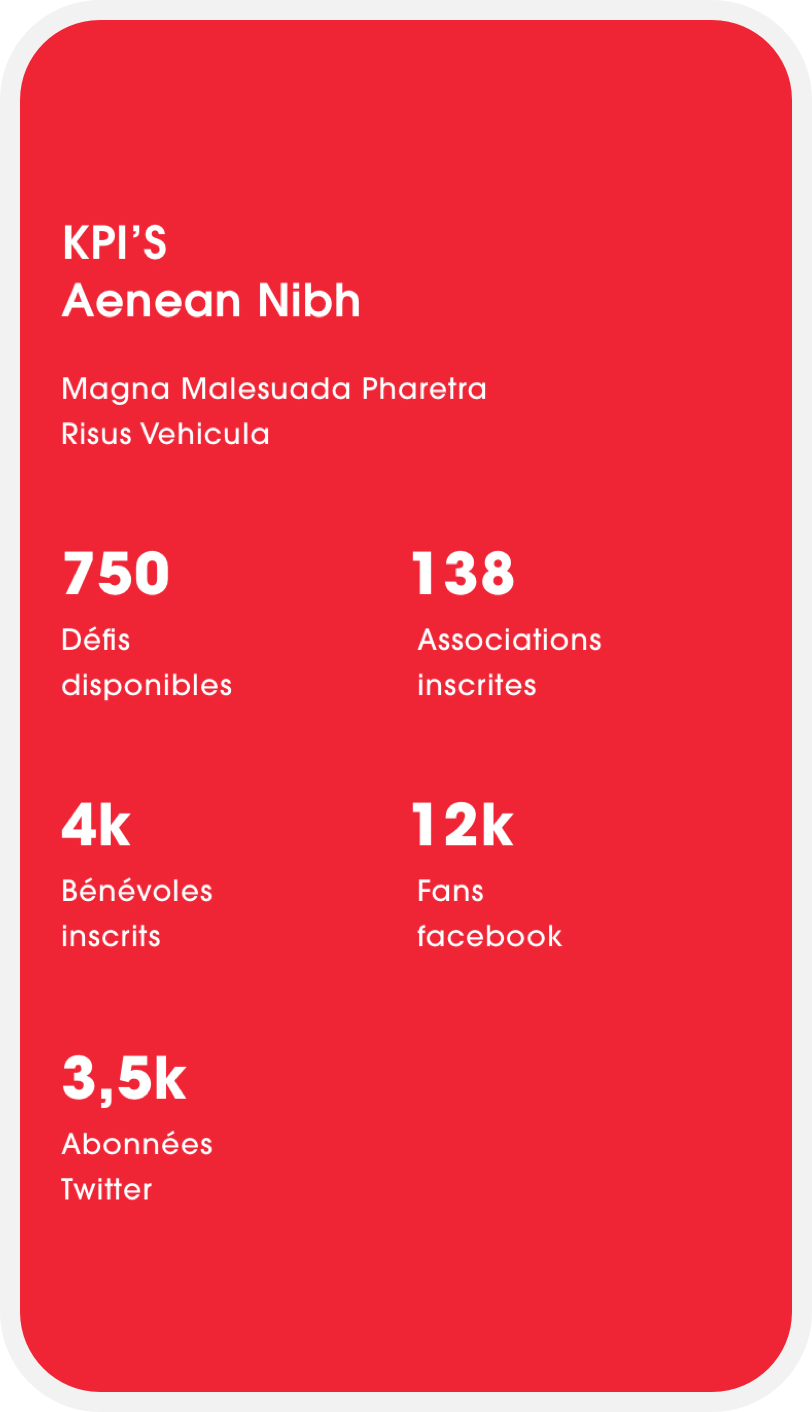 KPI’S
Aenean Nibh
Magna Malesuada Pharetra
Risus Vehicula
750
Défis
disponibles
138
Associations
inscrites
4k
Bénévoles
inscrits
12k
Fans
facebook
3,5k
Abonnées
Twitter